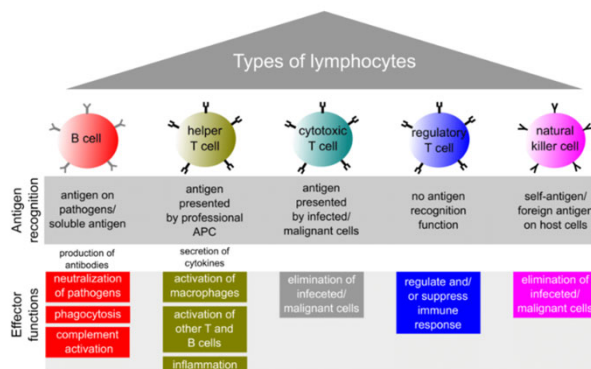 Types of lymphocytes
B cell
helper
T cell
cytotoxic
T cell
regulatory
T cell
natural
killer cell
Antigen
recognition
antigen on
pathogens/
soluble antigen
antigen
presented
by professional
APC
antigen
presented
by infected/
malignant cells
no antigen
recognition
function
self-antigen/
foreign antigen
on host cells
Effector
functions
production of
antibodies
neutralization
of pathogens
phagocytosis
complement
activation
secretion of
cytokines
activation of
macrophages
activation of
other T and
B cells
inflammation
elimination of
infeceted/
malignant cells
regulate and/
or suppress
immune
response
elimination of
infeceted/
malignant cells